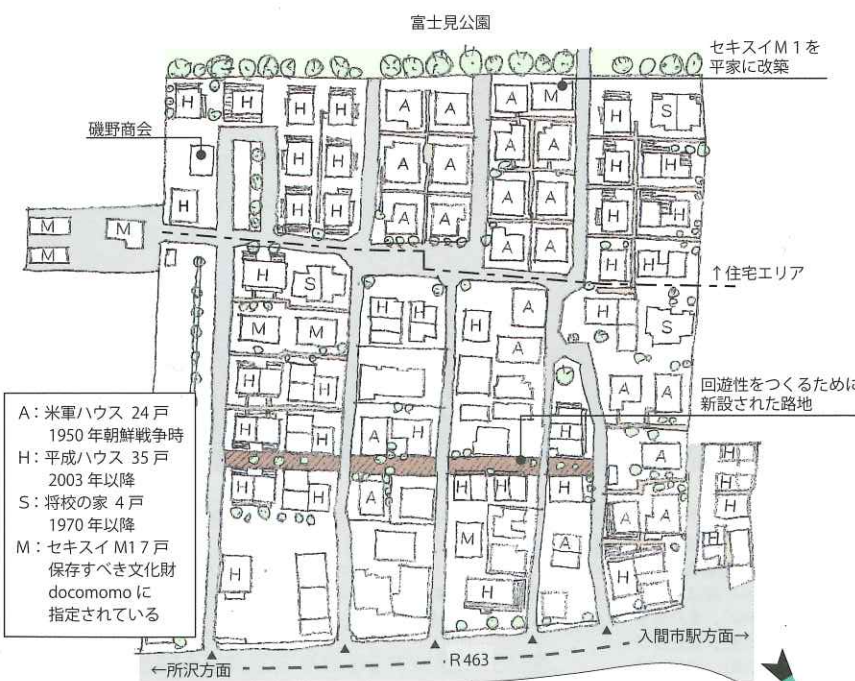 富士見公園
セキスイM1を
平家に改築
磯野商会
H H H H A A A M H S
H H A A A A H H
H H H H A A A A H H
M M M
↑住宅エリア
H S A A H H
H H H A H S
M M A
H H A A
回遊性をつくるために
新設された路地
A:米軍ハウス 24戸
1950年朝鮮戦争時
H:平成ハウス 35戸
2003年以降
S:将校の家 4戸
1970年以降
M:セキスイM1 7戸
保存すべき文化財
docomomoに
指定されている
H H A H H A
H H A H H H A A H
M A H H
H H H
入間市駅方面→
←所沢方面
R463